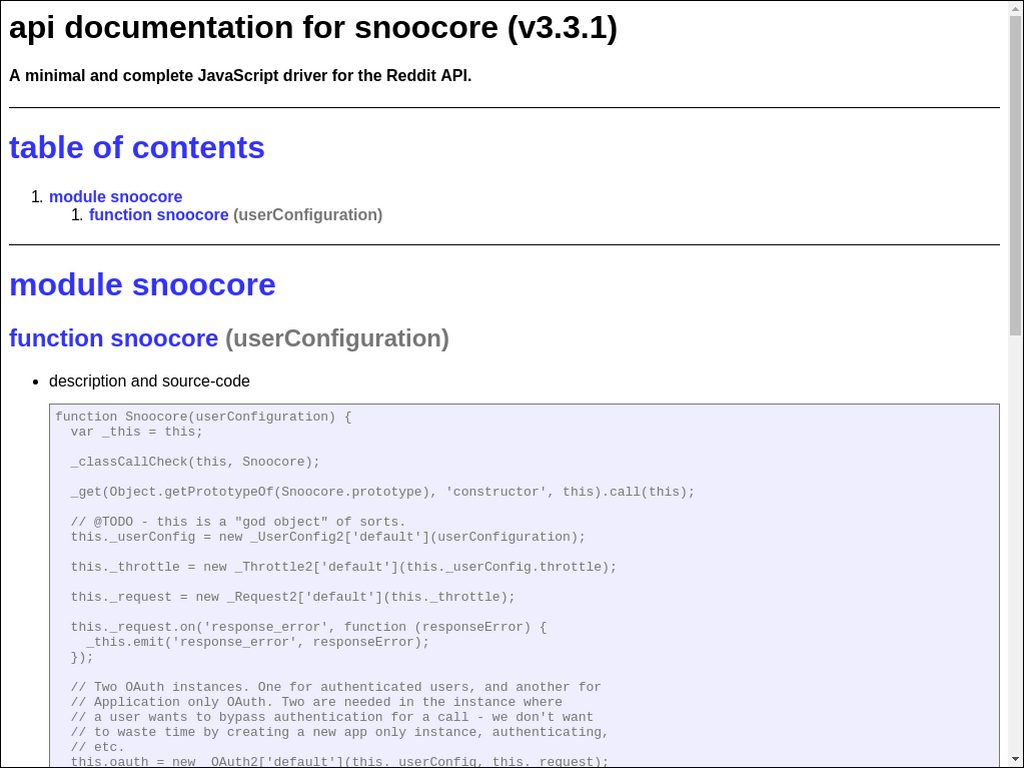 api documentation for snoocore (v3.3.1)
A minimal and complete JavaScript driver for the Reddit API.
table of contents
1. module snoocore
1. function snoocore (userConfiguration)
module snoocore
function snoocore (userConfiguration)
• description and source-code
function Snoocore(userConfiguration) {
  var _this = this;

  _classCallCheck(this, Snoocore);

  _get(Object.getPrototypeOf(Snoocore.prototype), 'constructor', this).call(this);

  // @TODO - this is a "god object" of sorts.
  this._userConfig = new _UserConfig2['default'](userConfiguration);

  this._throttle = new _Throttle2['default'](this._userConfig.throttle);

  this._request = new _Request2['default'](this._throttle);

  this._request.on('response_error', function (responseError) {
    _this.emit('response_error', responseError);
  });

  // Two OAuth instances. One for authenticated users, and another for
  // Application only OAuth. Two are needed in the instance where
  // a user wants to bypass authentication for a call - we don't want
  // to waste time by creating a new app only instance, authenticating,
  // etc.
  this.oauth = new _OAuth2['default'](this._userConfig, this._request);